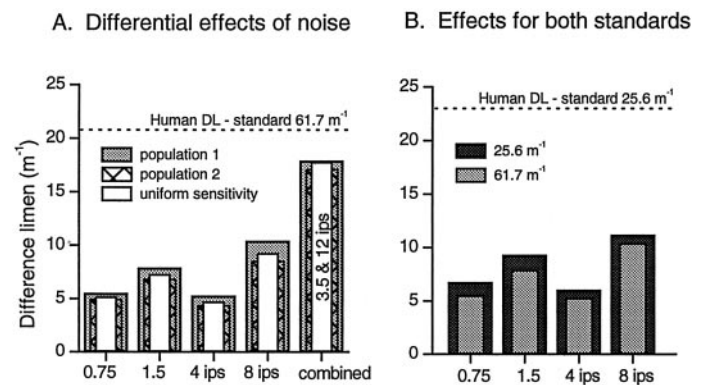 A. Differential effects of noise
25
Human DL - standard 61.7 m⁻¹
20
population 1
population 2
uniform sensitivity
15
10
5
0
Difference limen (m⁻¹)
3.5 & 12 ips
0.75 1.5 4 ips 8 ips combined
B. Effects for both standards
25
Human DL - standard 25.6 m⁻¹
20
25.6 m⁻¹
61.7 m⁻¹
15
10
5
0
0.75 1.5 4 ips 8 ips